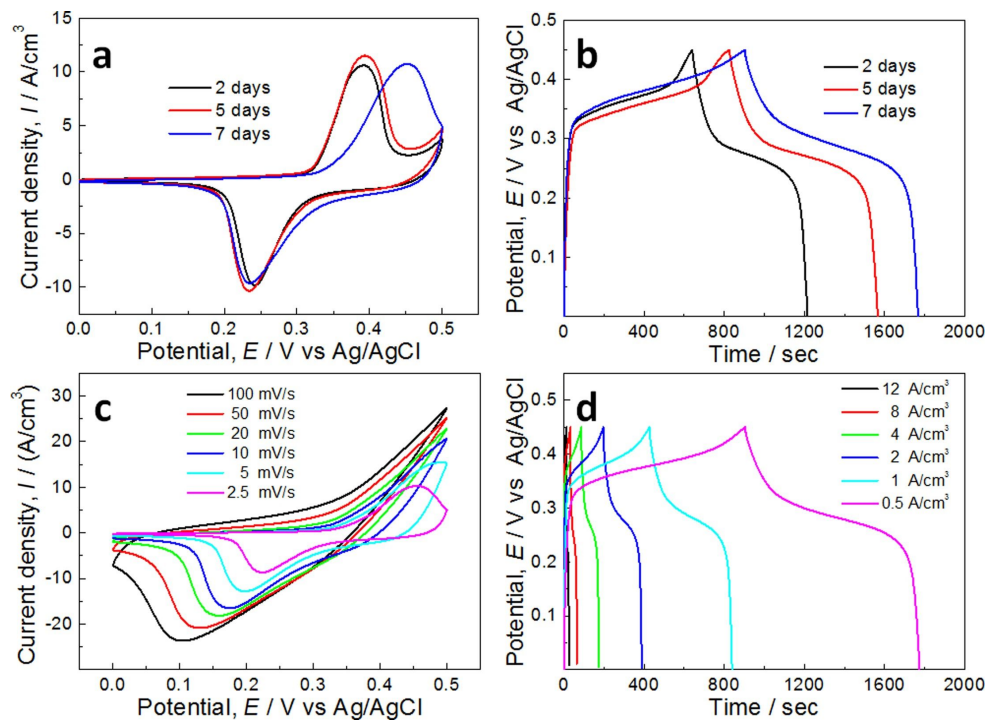 a
Current density, I / A/cm³
15
10
5
0
-5
-10
2 days
5 days
7 days
0.0 0.1 0.2 0.3 0.4 0.5
Potential, E / V vs Ag/AgCl
b
Potential, E / V vs Ag/AgCl
0.5
0.4
0.3
0.2
0.1
2 days
5 days
7 days
0 400 800 1200 1600 2000
Time / sec
c
Current density, I / (A/cm³)
30
20
10
0
-10
-20
100 mV/s
50 mV/s
20 mV/s
10 mV/s
5 mV/s
2.5 mV/s
0.0 0.1 0.2 0.3 0.4 0.5
Potential, E / V vs Ag/AgCl
d
Potential, E / V vs Ag/AgCl
0.5
0.4
0.3
0.2
0.1
12 A/cm³
8 A/cm³
4 A/cm³
2 A/cm³
1 A/cm³
0.5 A/cm³
0 400 800 1200 1600 2000
Time / sec